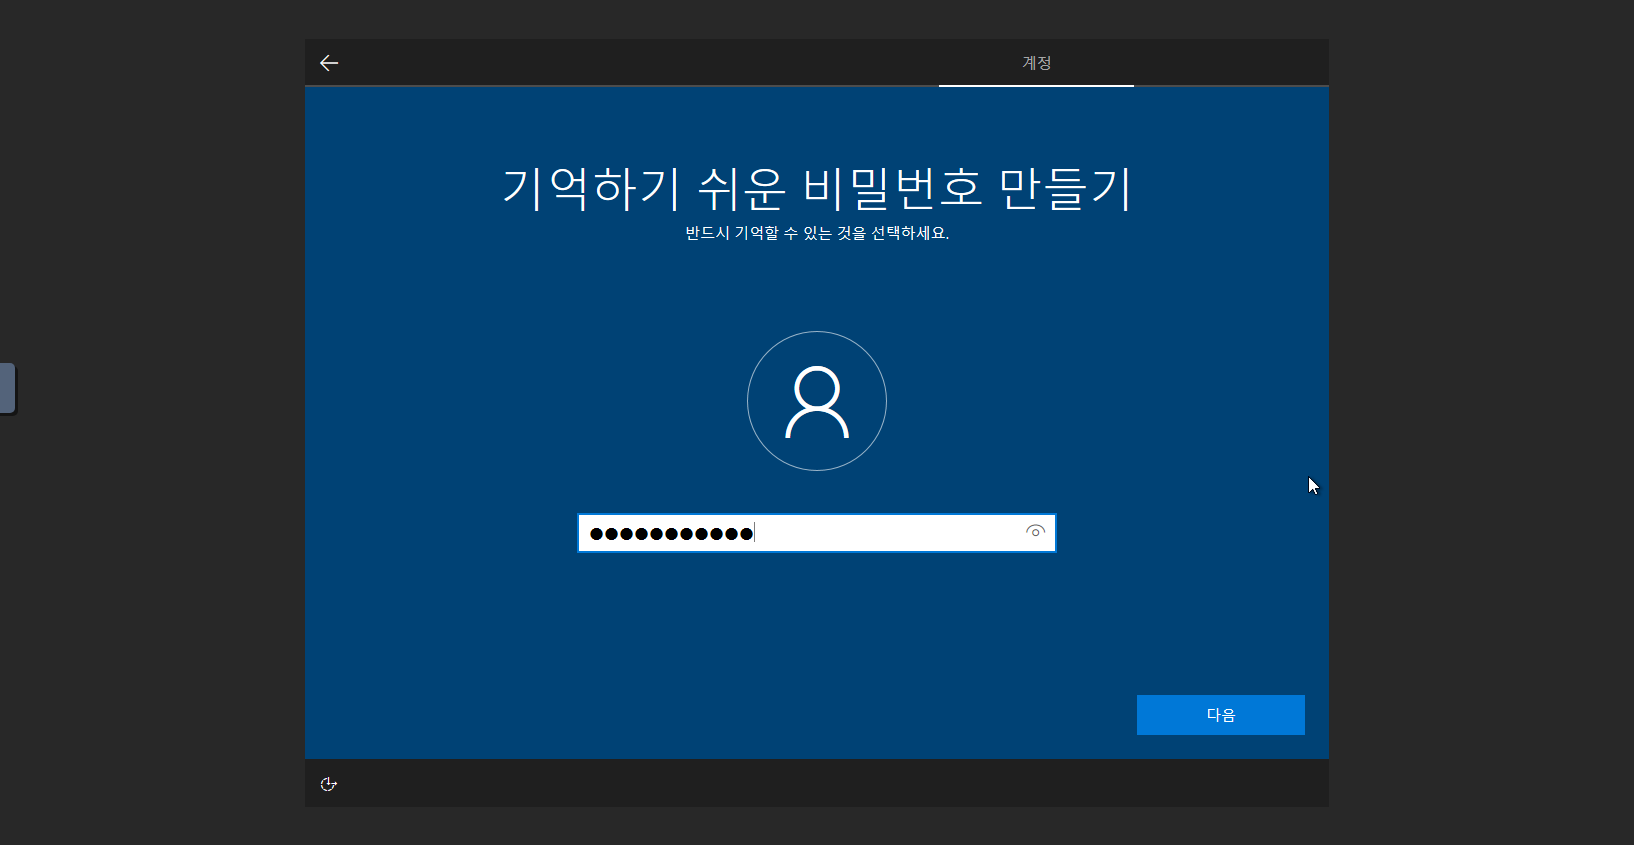 계정
기억하기 쉬운 비밀번호 만들기
반드시 기억할 수 있는 것을 선택하세요.
●●●●●●●●●●●
다음